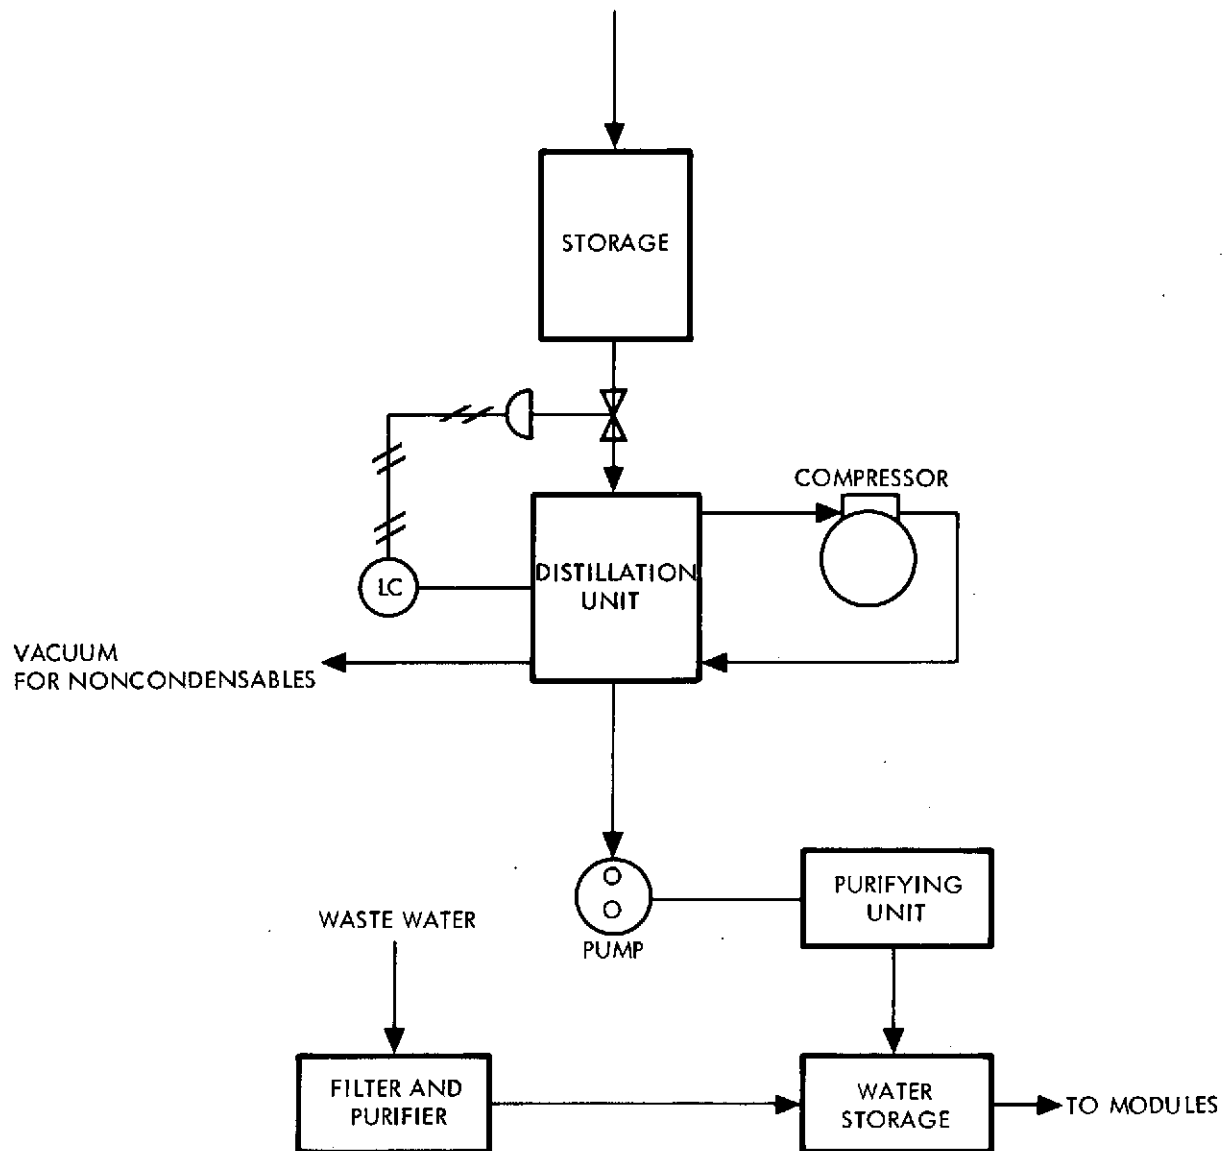 STORAGE
COMPRESSOR
DISTILLATION
UNIT
LC
VACUUM
FOR NONCONDENSABLES
PURIFYING
UNIT
WASTE WATER
PUMP
FILTER AND
PURIFIER
WATER
STORAGE
TO MODULES